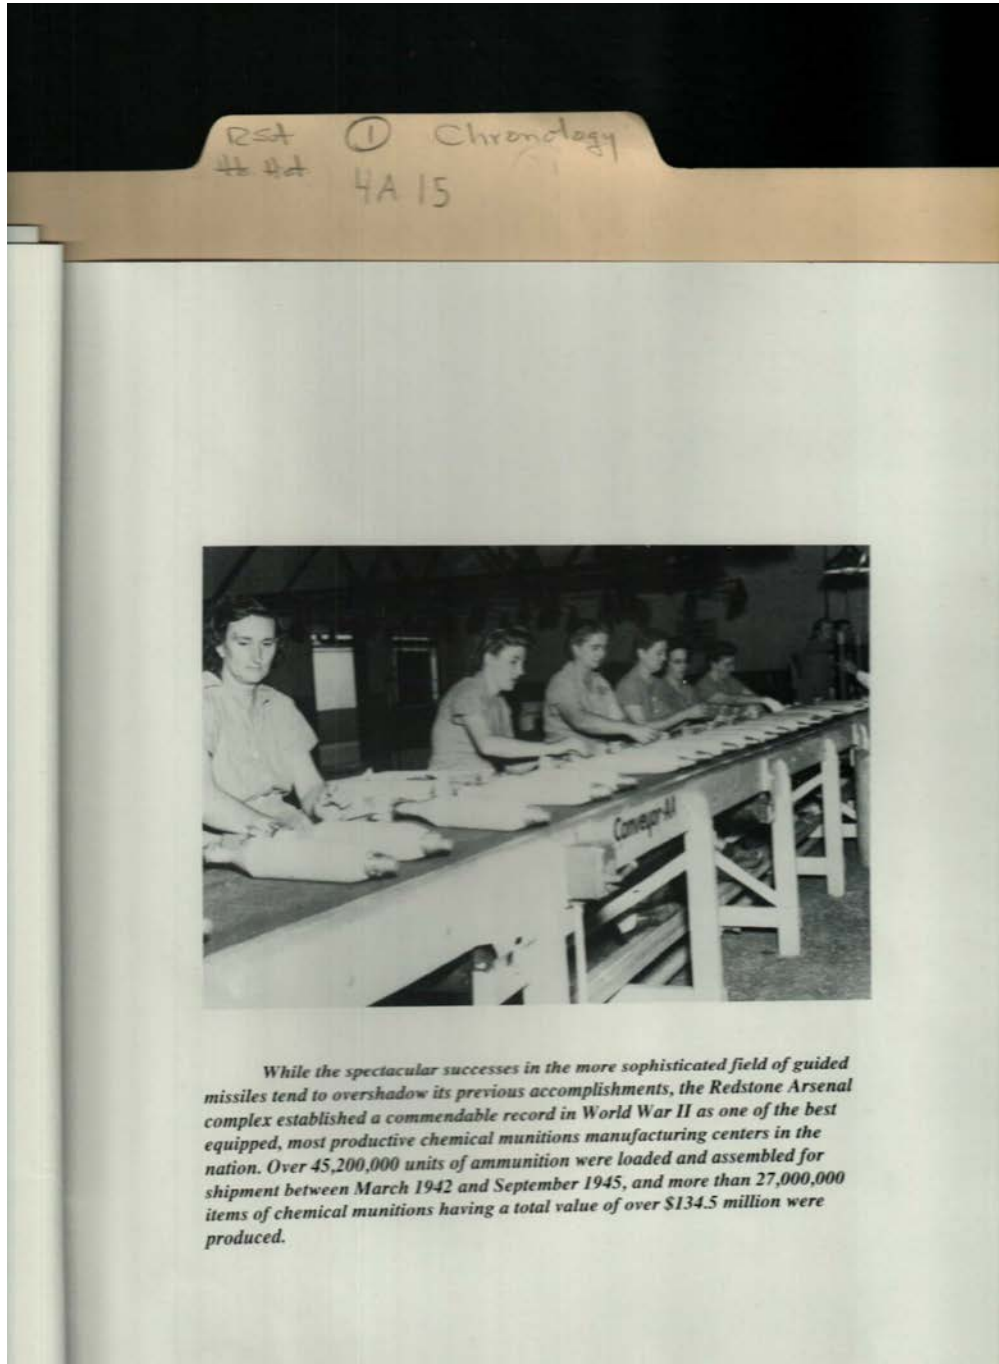 RSA ① Chronology
4A 15
Conveyor-AA
While the spectacular successes in the more sophisticated field of guided
missiles tend to overshadow its previous accomplishments, the Redstone Arsenal
complex established a commendable record in World War II as one of the best
equipped, most productive chemical munitions manufacturing centers in the
nation. Over 45,200,000 units of ammunition were loaded and assembled for
shipment between March 1942 and September 1945, and more than 27,000,000
items of chemical munitions having a total value of over $134.5 million were
produced.